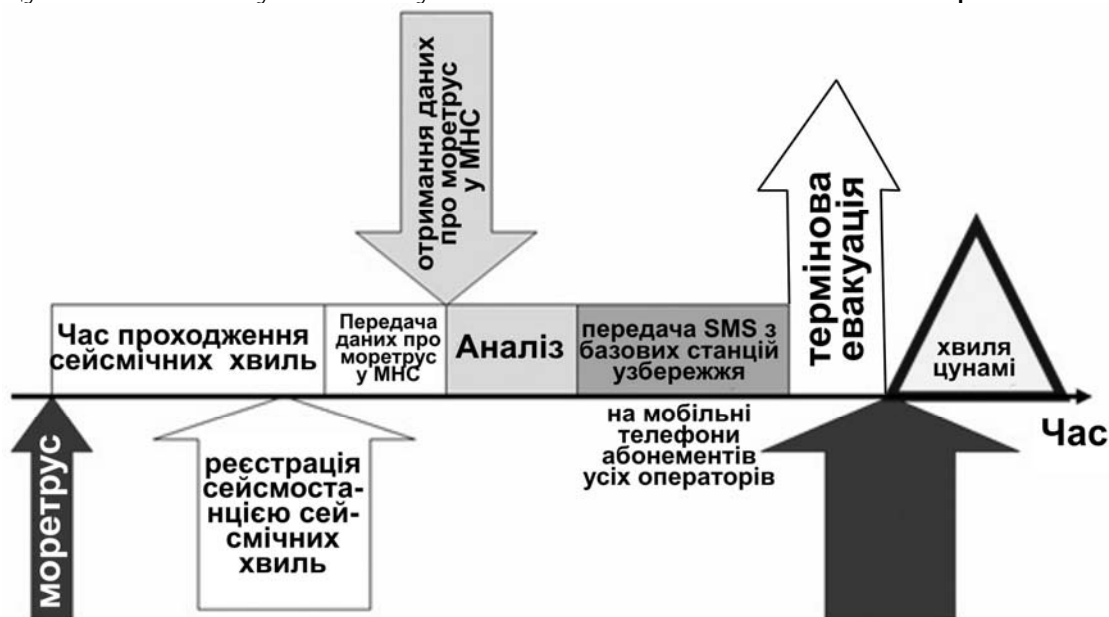 отримання даних
про моретрус
у МНС
термінова
евакуація
Час проходження
сейсмічних хвиль
Передача
даних про
моретрус
у МНС
Аналіз
передача SMS з
базових станцій
узбережжя
хвиля
цунамі
на мобільні
телефони
абонементів
усіх операторів
Час
моретрус
реєстрація
сейсмоста-
нцією сей-
смічних
хвиль